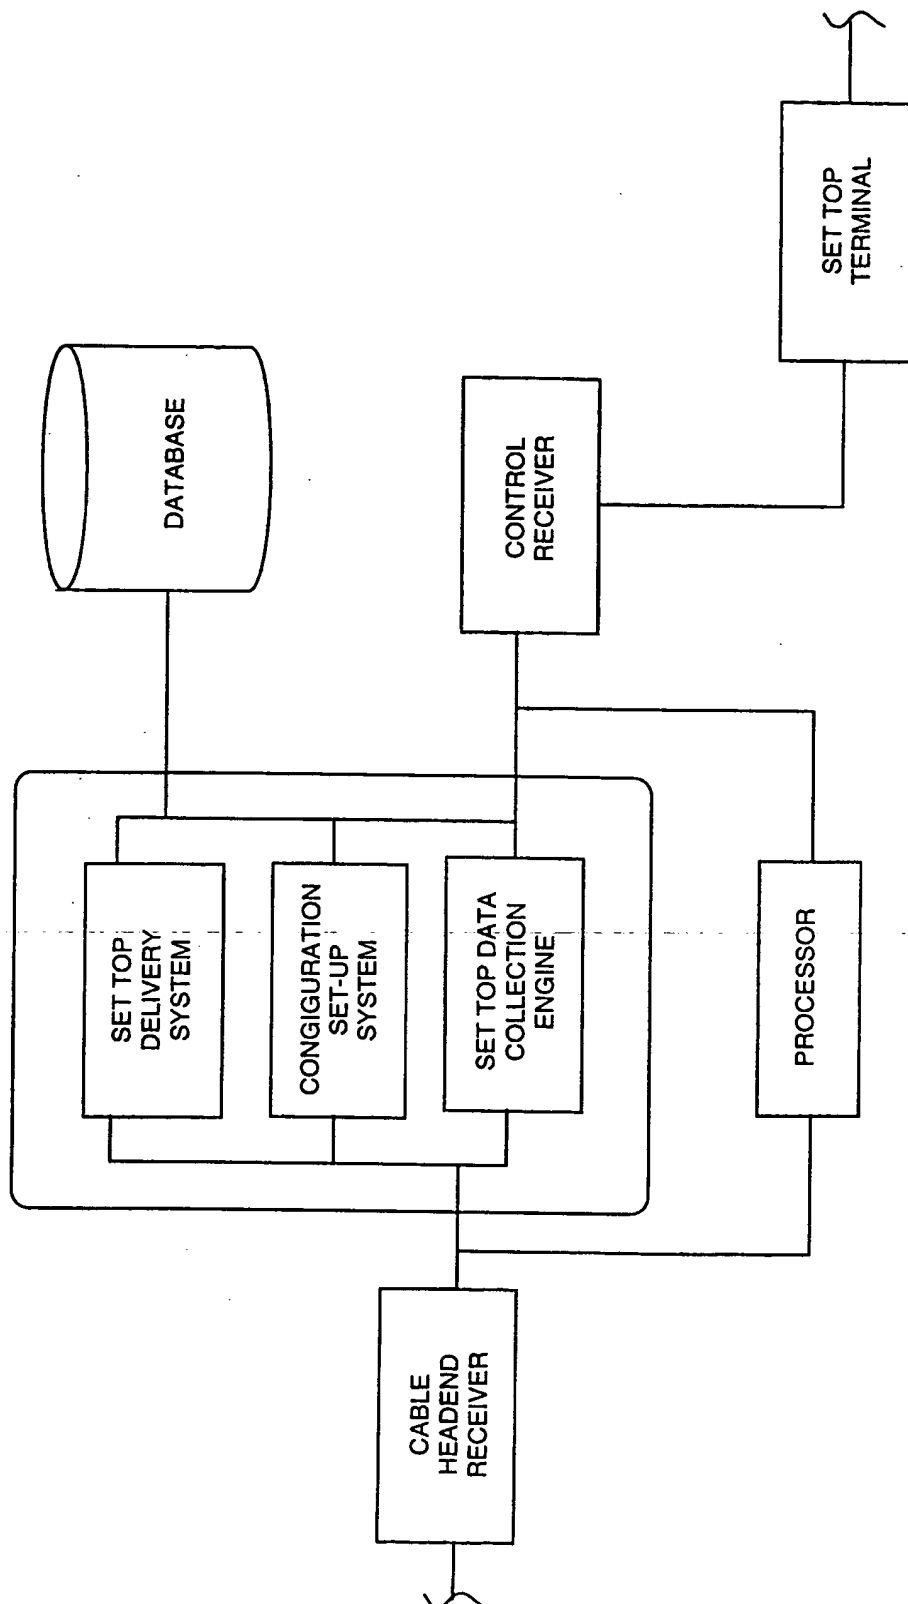 CABLE
HEADEND
RECEIVER
SET TOP
DELIVERY
SYSTEM
CONGIGURATION
SET-UP
SYSTEM
SET TOP DATA
COLLECTION
ENGINE
PROCESSOR
DATABASE
CONTROL
RECEIVER
SET TOP
TERMINAL